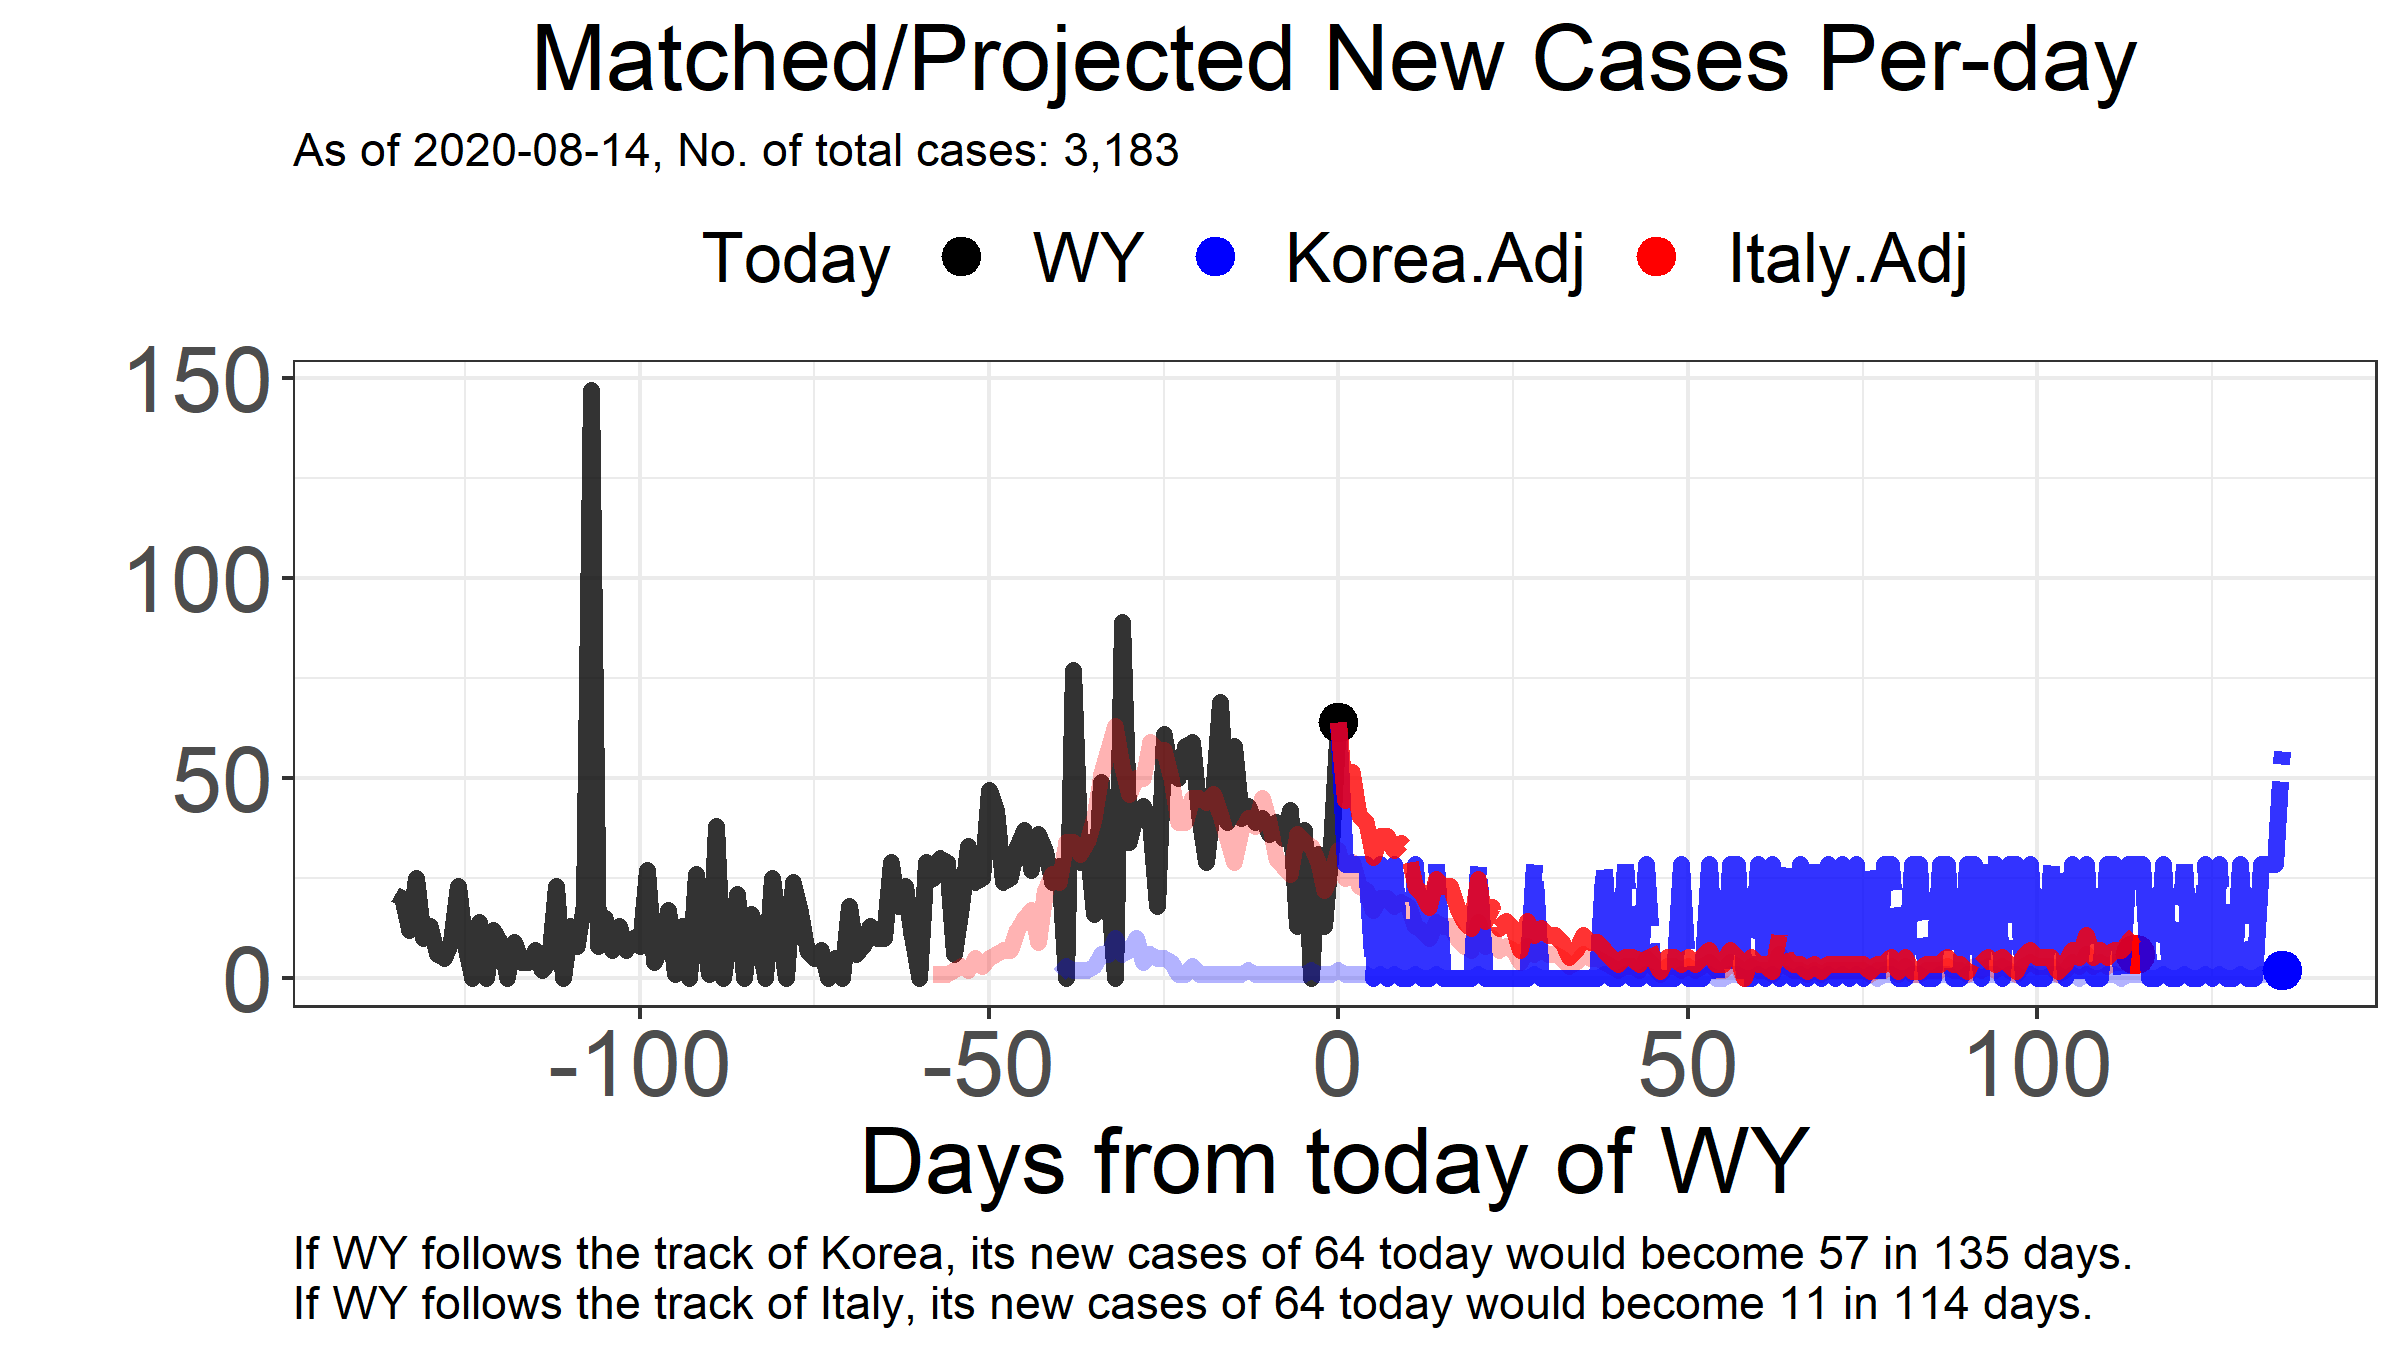 Matched/Projected New Cases Per-day
As of 2020-08-14, No. of total cases: 3,183
Today WY Korea.Adj Italy.Adj
150
100
50
0
-100 -50 0 50 100
Days from today of WY
If WY follows the track of Korea, its new cases of 64 today would become 57 in 135 days.
If WY follows the track of Italy, its new cases of 64 today would become 11 in 114 days.